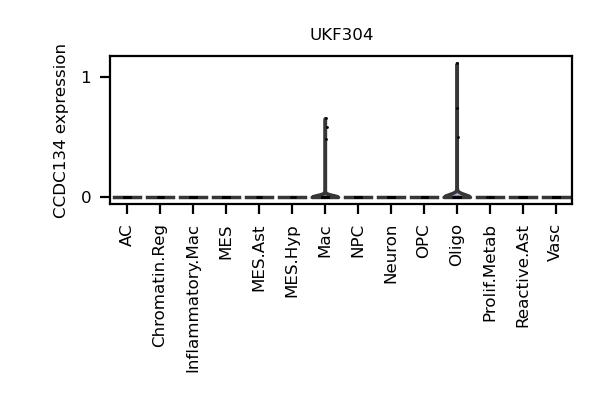 UKF304
CCDC134 expression
1
0
AC
Chromatin.Reg
Inflammatory.Mac
MES
MES.Ast
MES.Hyp
Mac
NPC
Neuron
OPC
Oligo
Prolif.Metab
Reactive.Ast
Vasc